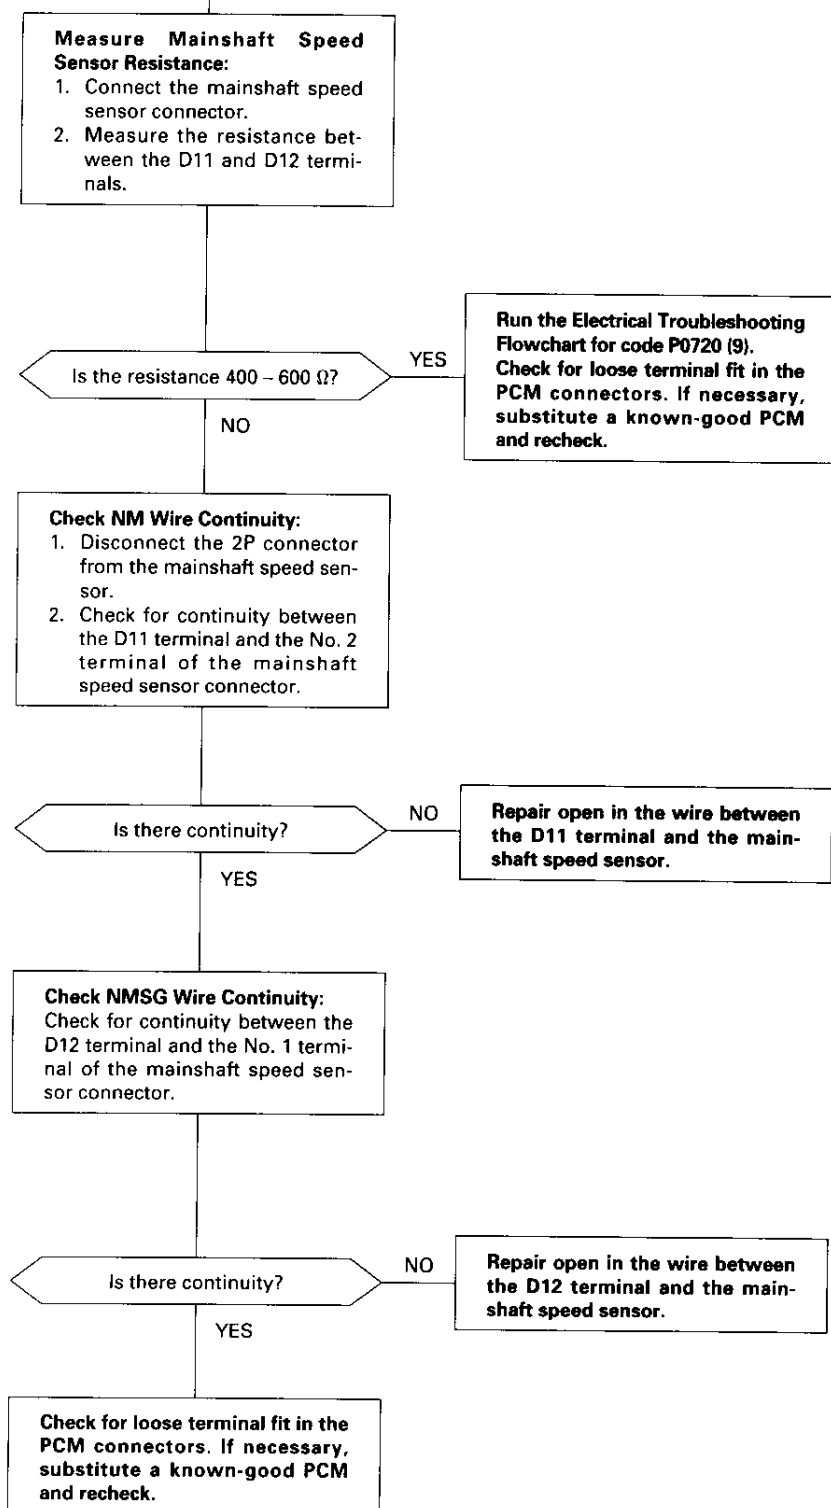 Measure Mainshaft Speed
Sensor Resistance:
1. Connect the mainshaft speed
sensor connector.
2. Measure the resistance bet-
ween the D11 and D12 termi-
nals.
Is the resistance 400 – 600 Ω?
YES
Run the Electrical Troubleshooting
Flowchart for code P0720 (9).
Check for loose terminal fit in the
PCM connectors. If necessary,
substitute a known-good PCM
and recheck.
NO
Check NM Wire Continuity:
1. Disconnect the 2P connector
from the mainshaft speed sen-
sor.
2. Check for continuity between
the D11 terminal and the No. 2
terminal of the mainshaft
speed sensor connector.
Is there continuity?
NO
Repair open in the wire between
the D11 terminal and the main-
shaft speed sensor.
YES
Check NMSG Wire Continuity:
Check for continuity between the
D12 terminal and the No. 1 termi-
nal of the mainshaft speed sen-
sor connector.
Is there continuity?
NO
Repair open in the wire between
the D12 terminal and the main-
shaft speed sensor.
YES
Check for loose terminal fit in the
PCM connectors. If necessary,
substitute a known-good PCM
and recheck.